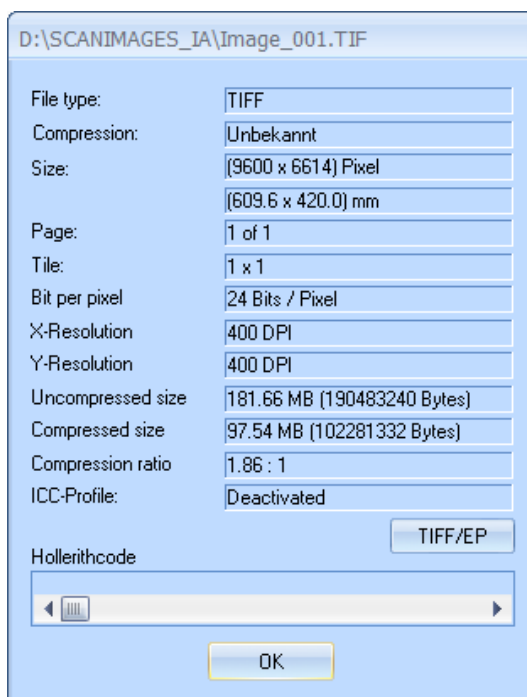 D:\SCANIMAGES_IA\Image_001.TIF
File type: TIFF
Compression: Unbekannt
Size: (9600 x 6614) Pixel
(609.6 x 420.0) mm
Page: 1 of 1
Tile: 1 x 1
Bit per pixel 24 Bits / Pixel
X-Resolution 400 DPI
Y-Resolution 400 DPI
Uncompressed size 181.66 MB (190483240 Bytes)
Compressed size 97.54 MB (102281332 Bytes)
Compression ratio 1.86 : 1
ICC-Profile: Deactivated
TIFF/EP
Hollerithcode
OK